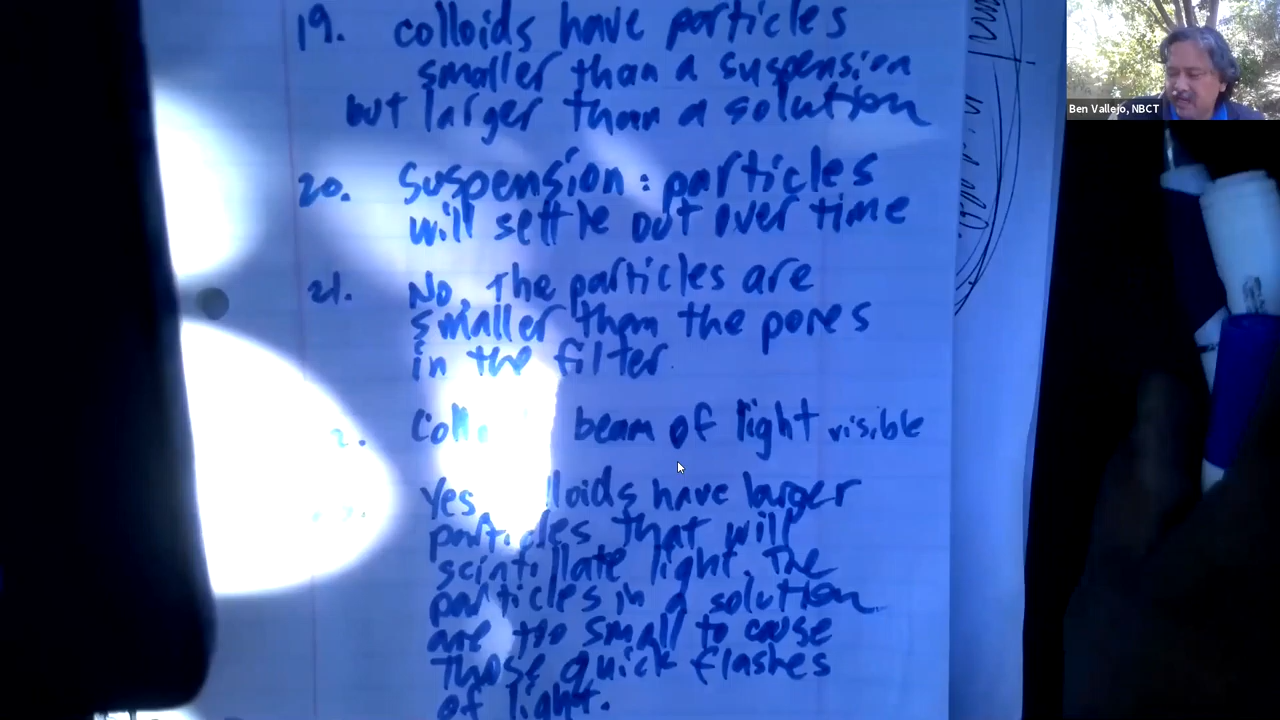 19. colloids have particles
smaller than a suspension
but larger than a solution
20. Suspension: particles
will settle out over time
21. No, the particles are
smaller than the pores
in the filter.
beam of light visible
Yes have larger
particles that will
scintillate light. The
particles in a solution
are too small to cause
those quick flashes
of light.
Ben Vallejo, NBCT